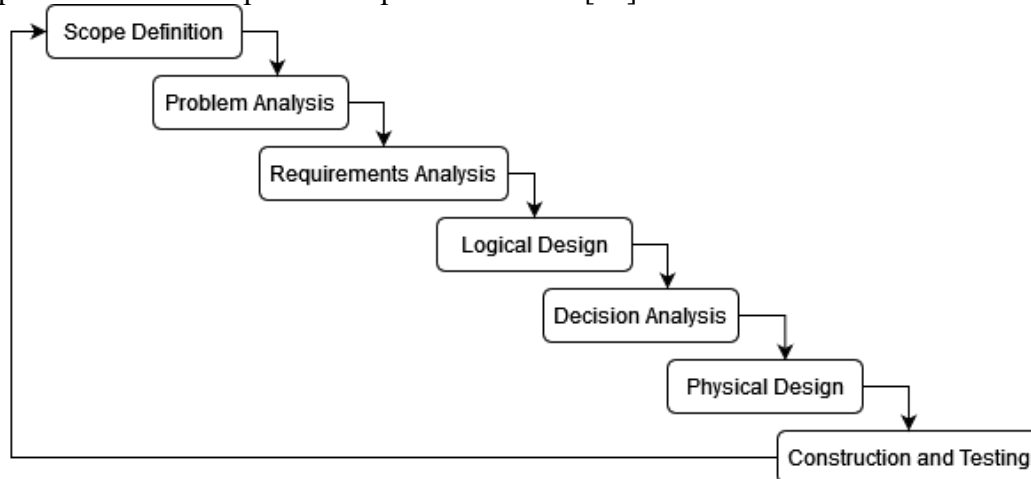 Scope Definition
Problem Analysis
Requirements Analysis
Logical Design
Decision Analysis
Physical Design
Construction and Testing